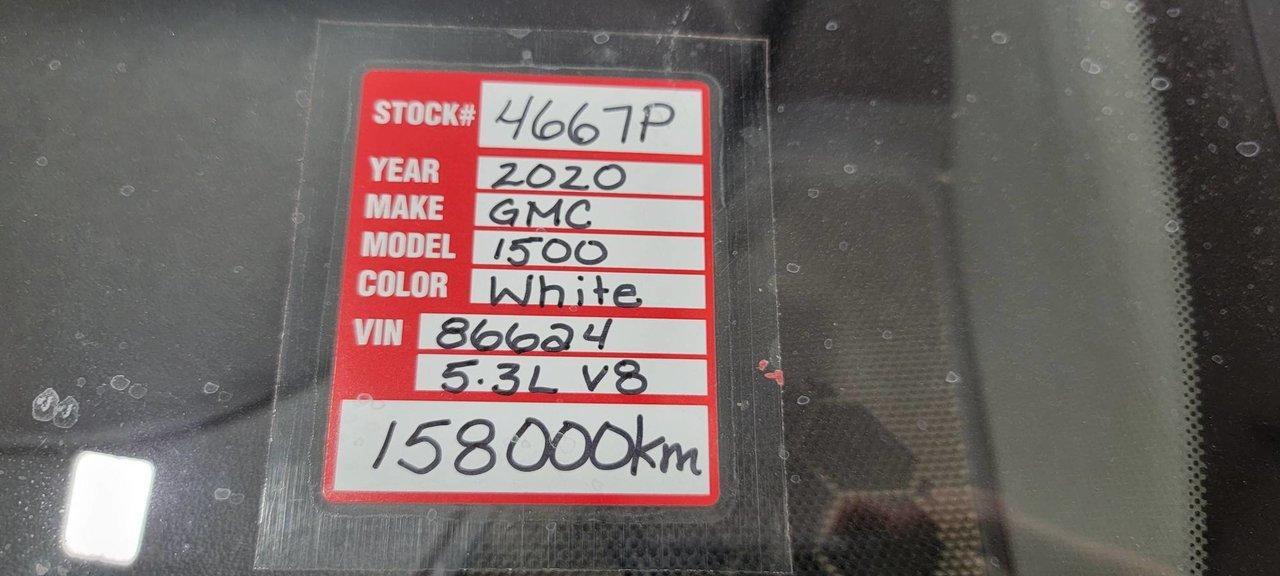 STOCK# 4667P
YEAR 2020
MAKE GMC
MODEL 1500
COLOR White
VIN 86624
5.3L V8
158000km